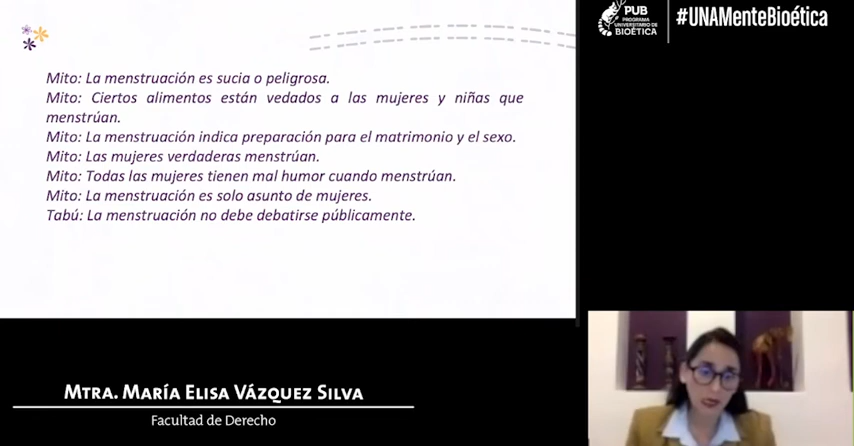 Mito: La menstruación es sucia o peligrosa.
Mito: Ciertos alimentos están vedados a las mujeres y niñas que
menstrúan.
Mito: La menstruación indica preparación para el matrimonio y el sexo.
Mito: Las mujeres verdaderas menstrúan.
Mito: Todas las mujeres tienen mal humor cuando menstrúan.
Mito: La menstruación es solo asunto de mujeres.
Tabú: La menstruación no debe debatirse públicamente.
PUB
PROGRAMA
UNIVERSITARIO DE
BIOÉTICA
#UNAMenteBioética
Mtra. María Elisa Vázquez Silva
Facultad de Derecho